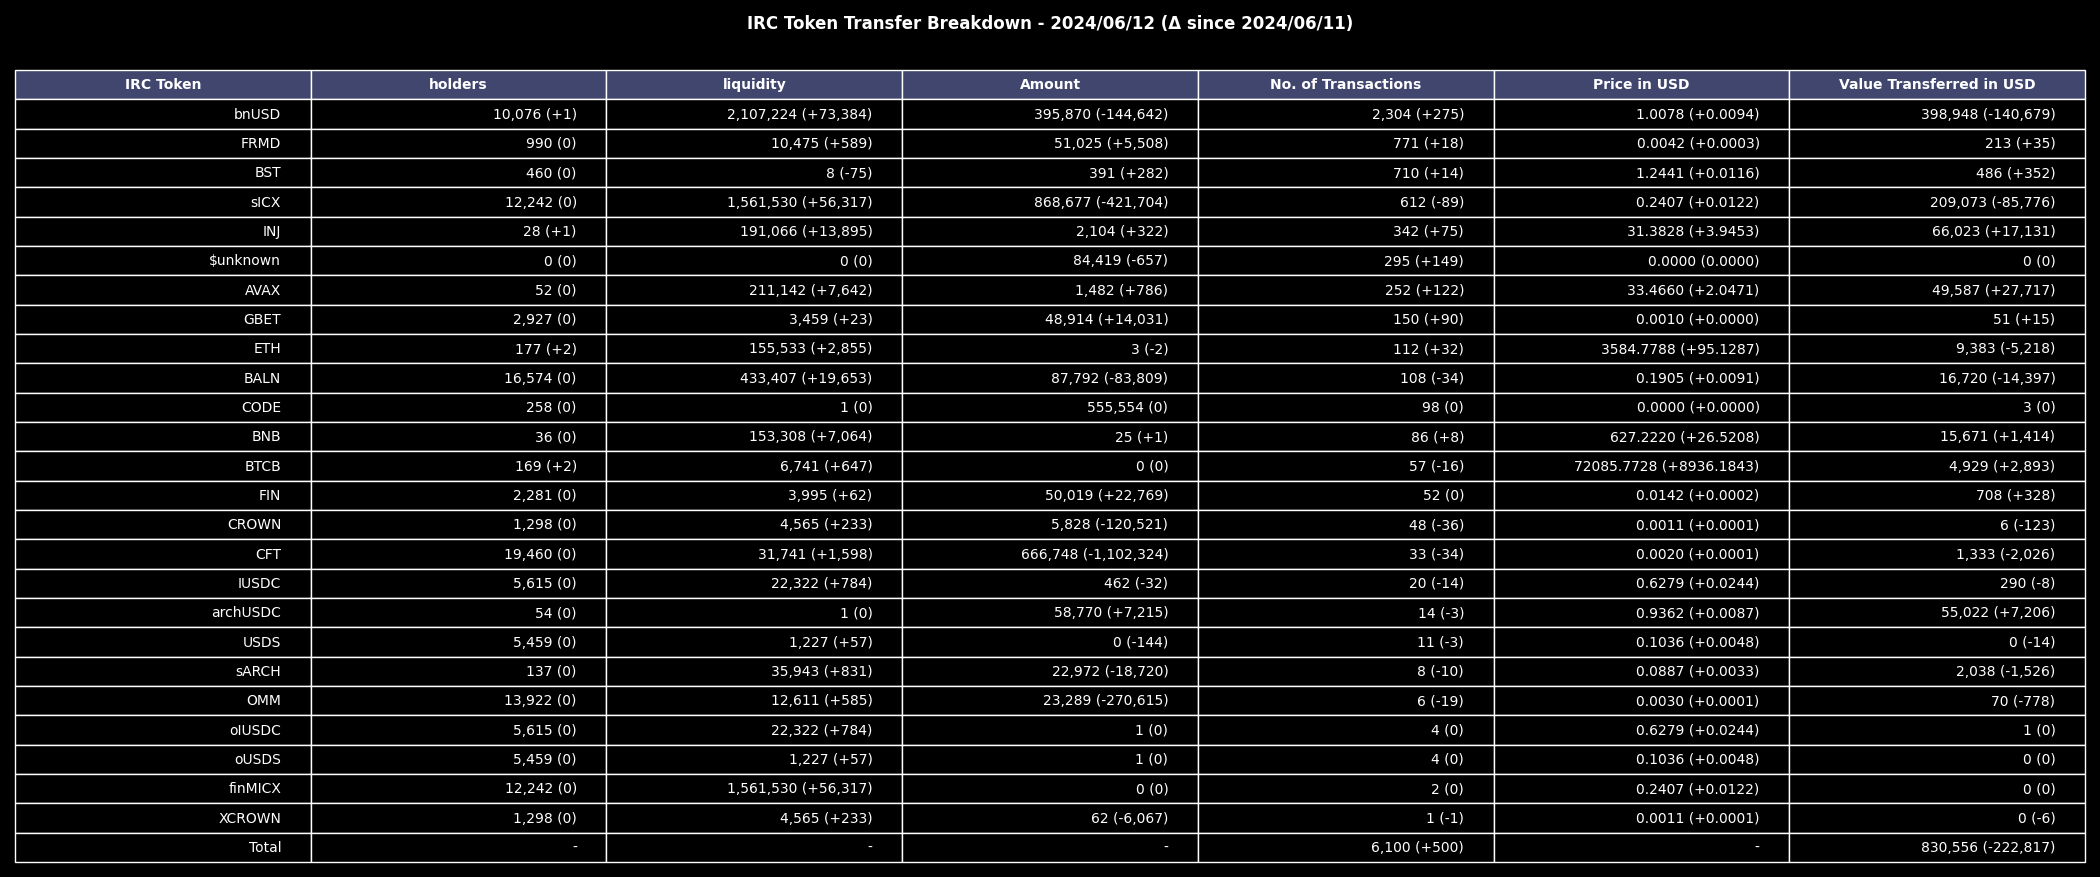 IRC Token Transfer Breakdown - 2024/06/12 (Δ since 2024/06/11)
IRC Token holders liquidity Amount No. of Transactions Price in USD Value Transferred in USD
bnUSD 10,076 (+1) 2,107,224 (+73,384) 395,870 (-144,642) 2,304 (+275) 1.0078 (+0.0094) 398,948 (-140,679)
FRMD 990 (0) 10,475 (+589) 51,025 (+5,508) 771 (+18) 0.0042 (+0.0003) 213 (+35)
BST 460 (0) 8 (-75) 391 (+282) 710 (+14) 1.2441 (+0.0116) 486 (+352)
sICX 12,242 (0) 1,561,530 (+56,317) 868,677 (-421,704) 612 (-89) 0.2407 (+0.0122) 209,073 (-85,776)
INJ 28 (+1) 191,066 (+13,895) 2,104 (+322) 342 (+75) 31.3828 (+3.9453) 66,023 (+17,131)
$unknown 0 (0) 0 (0) 84,419 (-657) 295 (+149) 0.0000 (0.0000) 0 (0)
AVAX 52 (0) 211,142 (+7,642) 1,482 (+786) 252 (+122) 33.4660 (+2.0471) 49,587 (+27,717)
GBET 2,927 (0) 3,459 (+23) 48,914 (+14,031) 150 (+90) 0.0010 (+0.0000) 51 (+15)
ETH 177 (+2) 155,533 (+2,855) 3 (-2) 112 (+32) 3584.7788 (+95.1287) 9,383 (-5,218)
BALN 16,574 (0) 433,407 (+19,653) 87,792 (-83,809) 108 (-34) 0.1905 (+0.0091) 16,720 (-14,397)
CODE 258 (0) 1 (0) 555,554 (0) 98 (0) 0.0000 (+0.0000) 3 (0)
BNB 36 (0) 153,308 (+7,064) 25 (+1) 86 (+8) 627.2220 (+26.5208) 15,671 (+1,414)
BTCB 169 (+2) 6,741 (+647) 0 (0) 57 (-16) 72085.7728 (+8936.1843) 4,929 (+2,893)
FIN 2,281 (0) 3,995 (+62) 50,019 (+22,769) 52 (0) 0.0142 (+0.0002) 708 (+328)
CROWN 1,298 (0) 4,565 (+233) 5,828 (-120,521) 48 (-36) 0.0011 (+0.0001) 6 (-123)
CFT 19,460 (0) 31,741 (+1,598) 666,748 (-1,102,324) 33 (-34) 0.0020 (+0.0001) 1,333 (-2,026)
IUSDC 5,615 (0) 22,322 (+784) 462 (-32) 20 (-14) 0.6279 (+0.0244) 290 (-8)
archUSDC 54 (0) 1 (0) 58,770 (+7,215) 14 (-3) 0.9362 (+0.0087) 55,022 (+7,206)
USDS 5,459 (0) 1,227 (+57) 0 (-144) 11 (-3) 0.1036 (+0.0048) 0 (-14)
sARCH 137 (0) 35,943 (+831) 22,972 (-18,720) 8 (-10) 0.0887 (+0.0033) 2,038 (-1,526)
OMM 13,922 (0) 12,611 (+585) 23,289 (-270,615) 6 (-19) 0.0030 (+0.0001) 70 (-778)
oIUSDC 5,615 (0) 22,322 (+784) 1 (0) 4 (0) 0.6279 (+0.0244) 1 (0)
oUSDS 5,459 (0) 1,227 (+57) 1 (0) 4 (0) 0.1036 (+0.0048) 0 (0)
finMICX 12,242 (0) 1,561,530 (+56,317) 0 (0) 2 (0) 0.2407 (+0.0122) 0 (0)
XCROWN 1,298 (0) 4,565 (+233) 62 (-6,067) 1 (-1) 0.0011 (+0.0001) 0 (-6)
Total - - - 6,100 (+500) - 830,556 (-222,817)